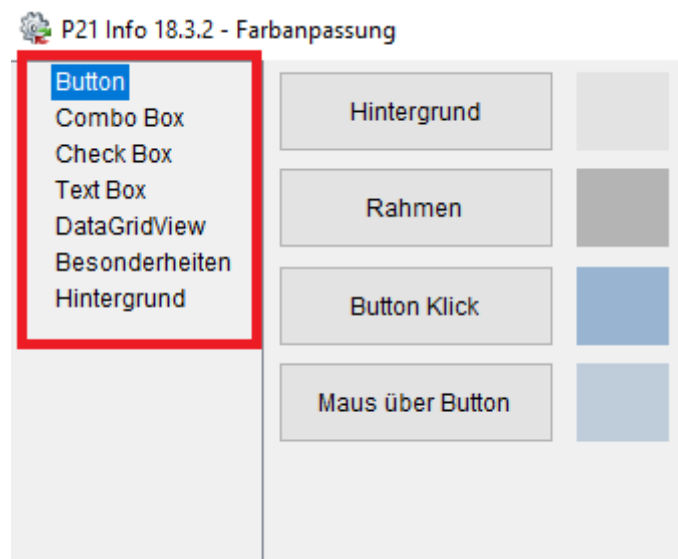 P21 Info 18.3.2 - Farbanpassung
Button
Combo Box
Check Box
Text Box
DataGridView
Besonderheiten
Hintergrund
Hintergrund
Rahmen
Button Klick
Maus über Button